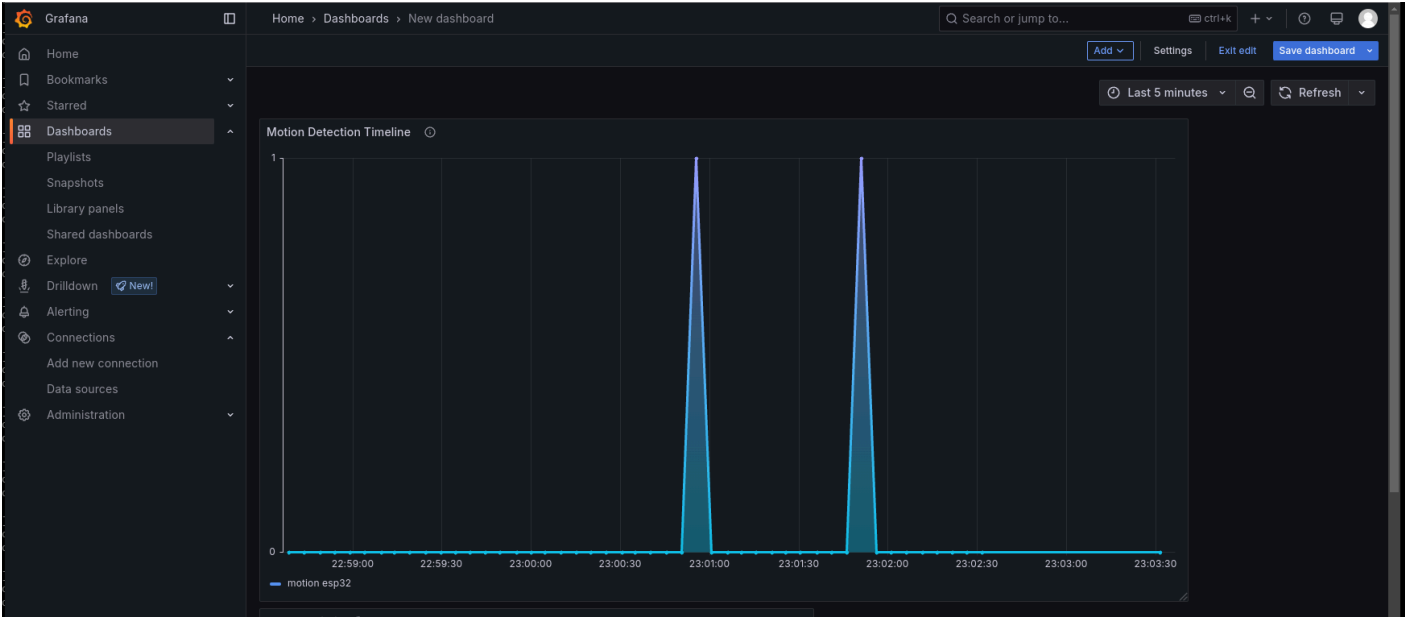 Grafana
Home › Dashboards › New dashboard
Search or jump to...
ctrl+k
Home
Bookmarks
Starred
Dashboards
Playlists
Snapshots
Library panels
Shared dashboards
Explore
Drilldown New!
Alerting
Connections
Add new connection
Data sources
Administration
Add
Settings
Exit edit
Save dashboard
Last 5 minutes
Refresh
Motion Detection Timeline
1
0
22:59:00 22:59:30 23:00:00 23:00:30 23:01:00 23:01:30 23:02:00 23:02:30 23:03:00 23:03:30
motion esp32